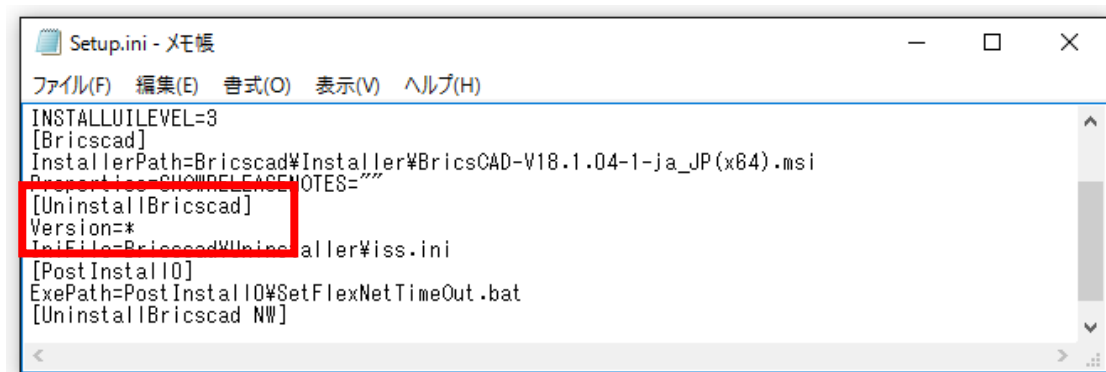 Setup.ini - メモ帳
ファイル(F) 編集(E) 書式(O) 表示(V) ヘルプ(H)
INSTALLUILEVEL=3
[Bricscad]
InstallerPath=Bricscad¥Installer¥BricsCAD-V18.1.04-1-ja_JP(x64).msi
Properties=SHOWRELEASENOTES=""
[UninstallBricscad]
Version=*
IniFile=Bricscad¥Uninstaller¥iss.ini
[PostInstall0]
ExePath=PostInstall0¥SetFlexNetTimeOut.bat
[UninstallBricscad NW]